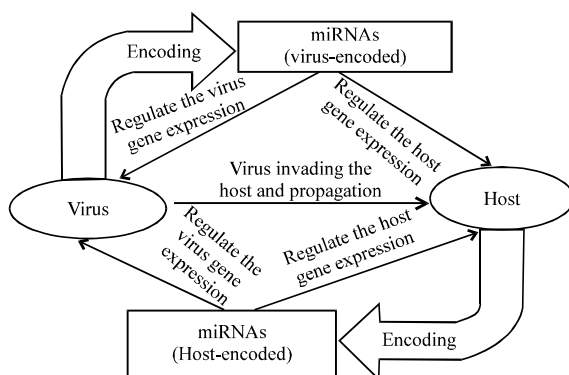 Encoding
miRNAs
(virus-encoded)
Regulate the virus
gene expression
Regulate the host
gene expression
Virus invading the
host and propagation
Virus
Host
Regulate the
virus gene
expression
Regulate the host
gene expression
miRNAs
(Host-encoded)
Encoding